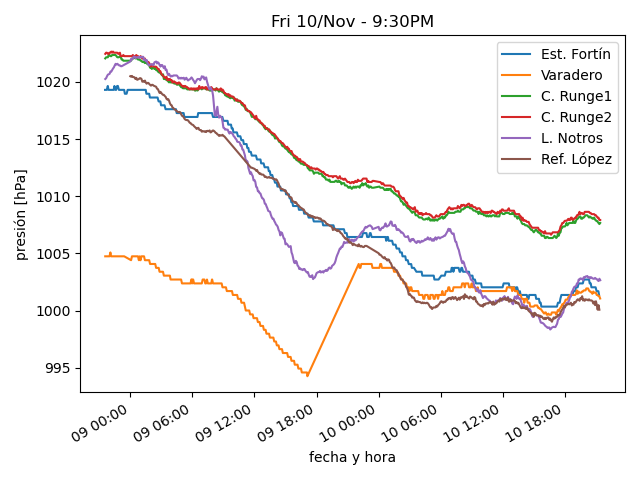 Fri 10/Nov - 9:30PM
Est. Fortín
Varadero
C. Runge1
C. Runge2
L. Notros
Ref. López
presión [hPa]
1020
1015
1010
1005
1000
995
09 00:00
09 06:00
09 12:00
09 18:00
10 00:00
10 06:00
10 12:00
10 18:00
fecha y hora